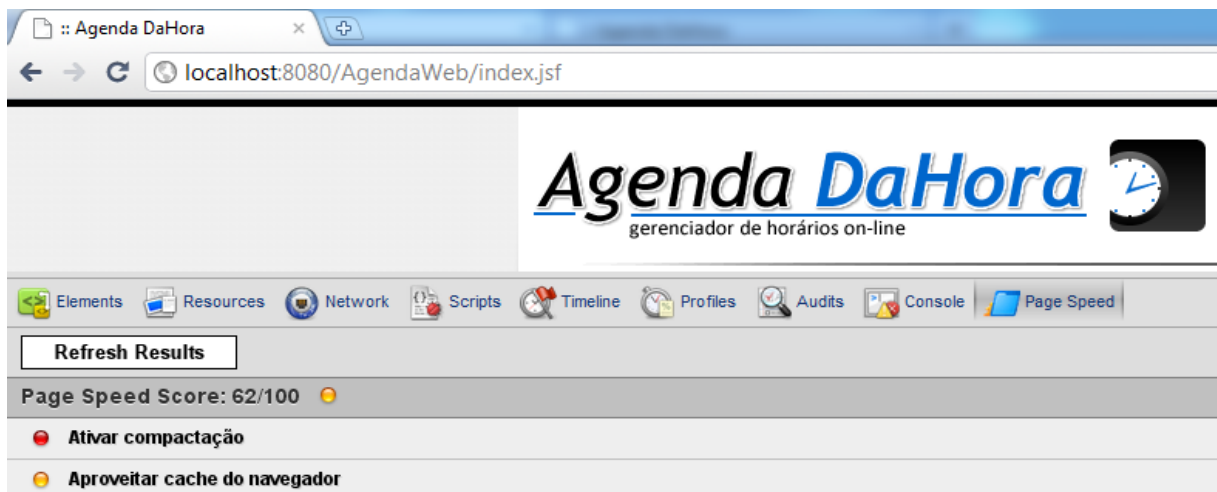 :: Agenda DaHora
localhost:8080/AgendaWeb/index.jsf
Agenda DaHora
gerenciador de horários on-line
Elements Resources Network Scripts Timeline Profiles Audits Console Page Speed
Refresh Results
Page Speed Score: 62/100
Ativar compactação
Aproveitar cache do navegador